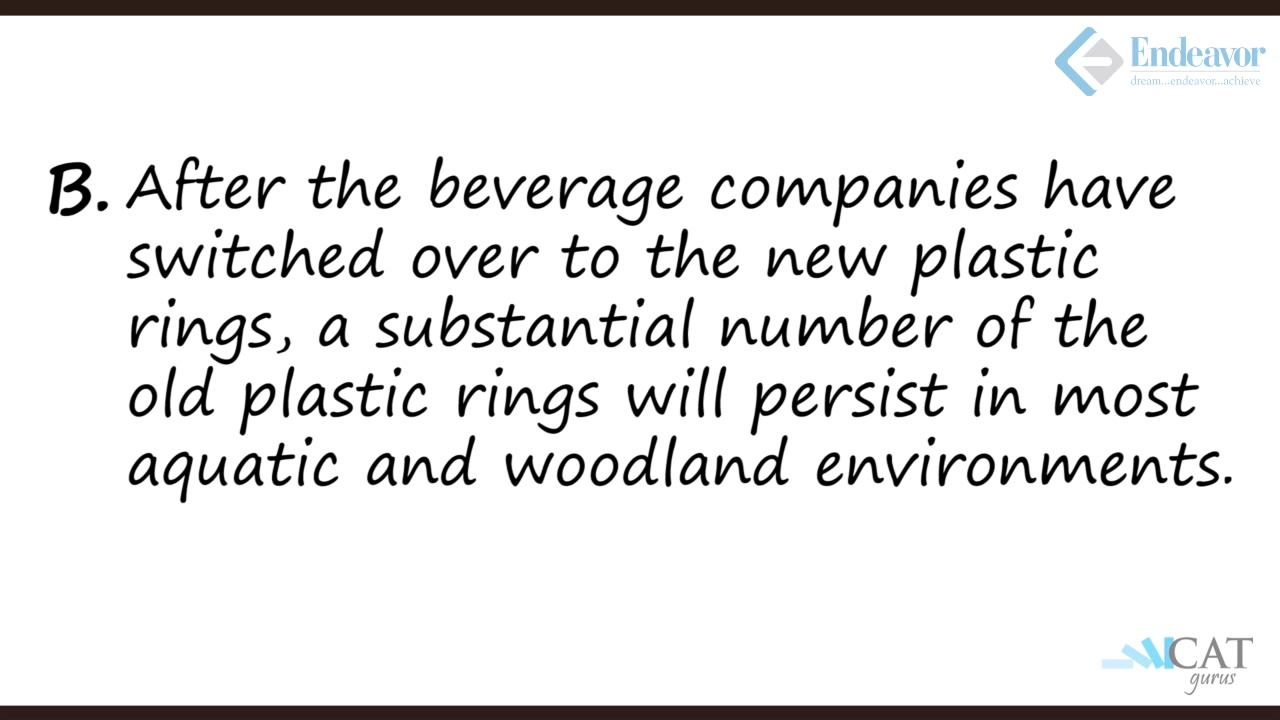 Endeavor
dream...endeavor...achieve
B. After the beverage companies have
switched over to the new plastic
rings, a substantial number of the
old plastic rings will persist in most
aquatic and woodland environments.
CAT
gurus